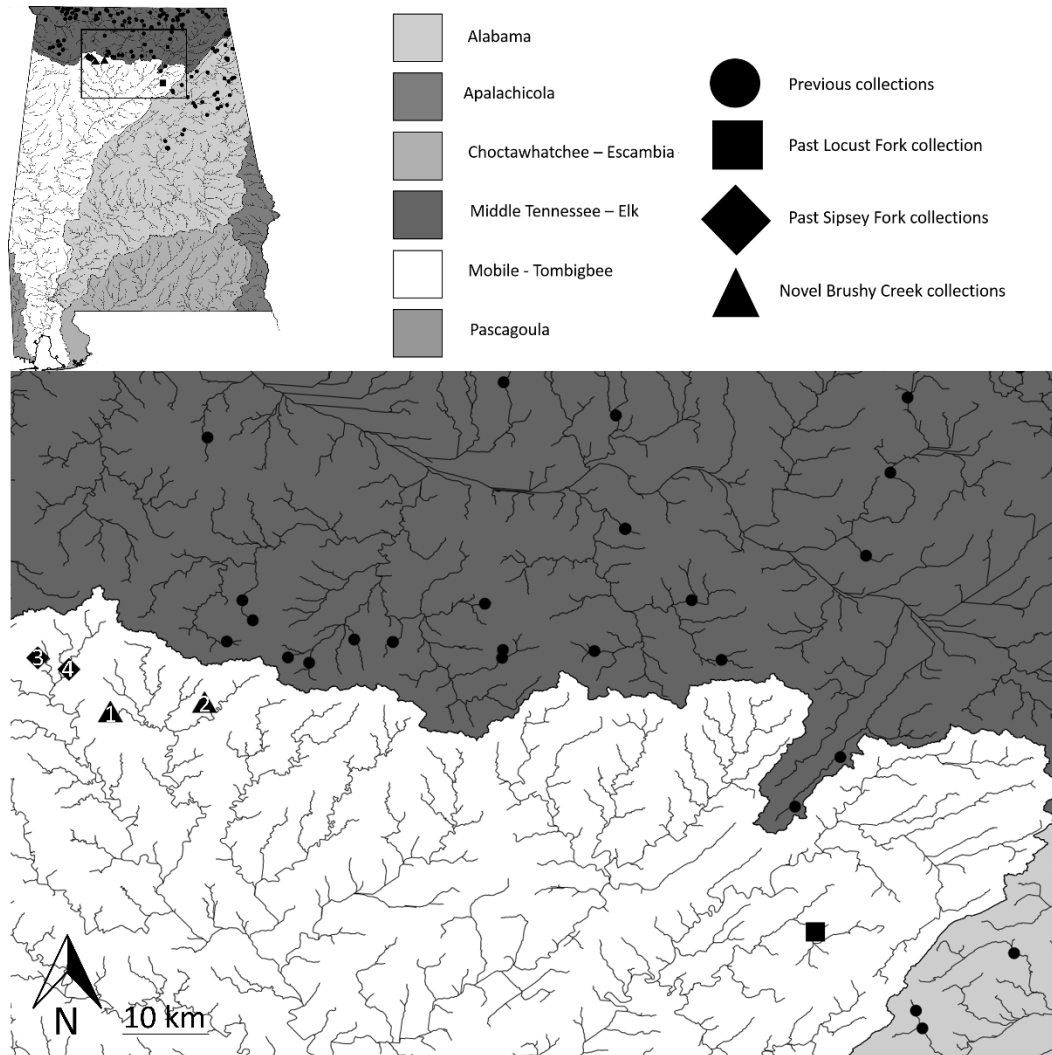 Alabama
Apalachicola
Choctawhatchee – Escambia
Middle Tennessee – Elk
Mobile - Tombigbee
Pascagoula
Previous collections
Past Locust Fork collection
Past Sipsey Fork collections
Novel Brushy Creek collections
3
4
1
2
N
10 km